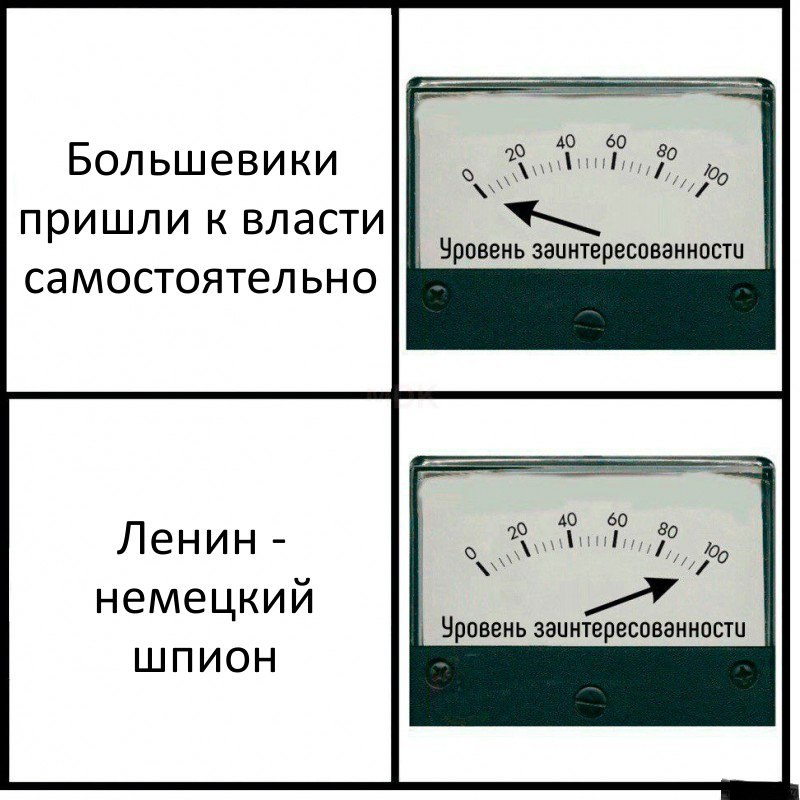 Большевики
пришли к власти
самостоятельно
0 20 40 60 80 100
Уровень заинтересованности
Ленин -
немецкий
шпион
0 20 40 60 80 100
Уровень заинтересованности